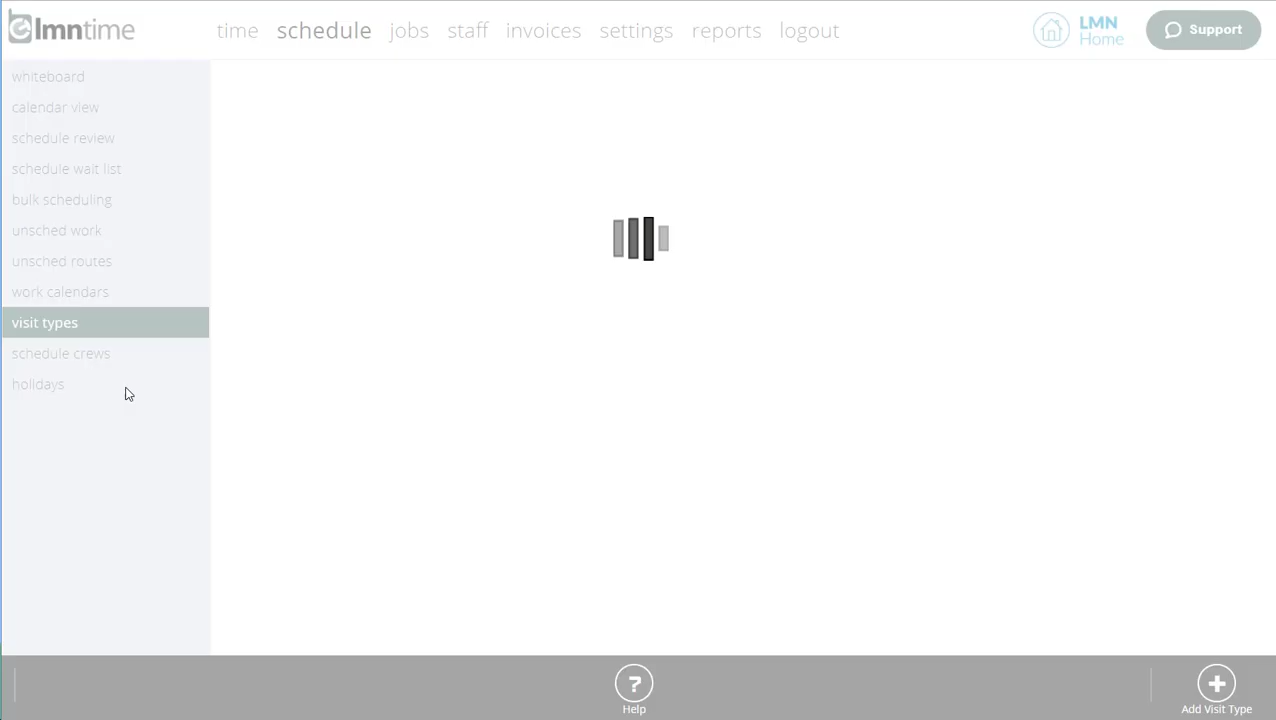 lmntime
time schedule jobs staff invoices settings reports logout
LMN
Home
Support
whiteboard
calendar view
schedule review
schedule wait list
bulk scheduling
unsched work
unsched routes
work calendars
visit types
schedule crews
holidays
?
Help
Add Visit Type